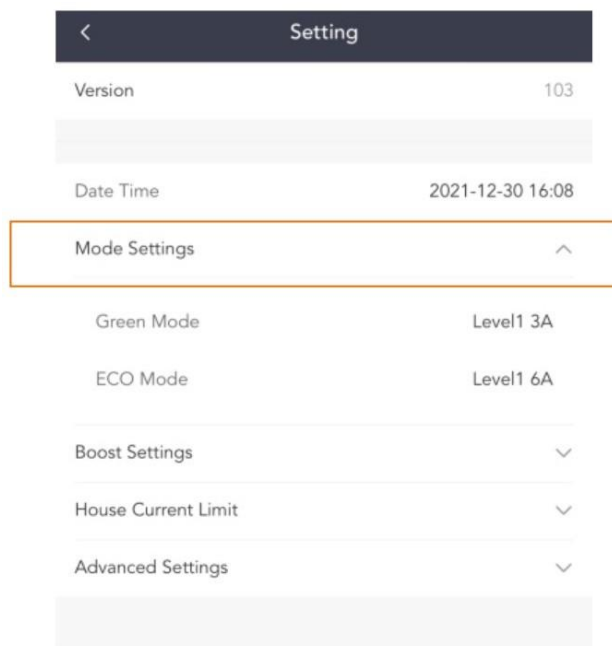 Setting
Version 103
Date Time 2021-12-30 16:08
Mode Settings
Green Mode Level1 3A
ECO Mode Level1 6A
Boost Settings
House Current Limit
Advanced Settings